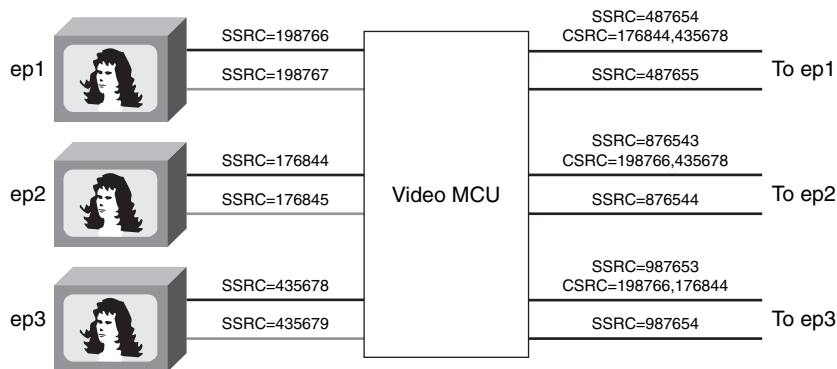 SSRC=487654
SSRC=198766
CSRC=176844,435678
ep1
SSRC=198767
SSRC=487655
To ep1
SSRC=876543
SSRC=176844
CSRC=198766,435678
ep2
SSRC=176845
Video MCU
SSRC=876544
To ep2
SSRC=987653
SSRC=435678
CSRC=198766,176844
ep3
SSRC=435679
SSRC=987654
To ep3